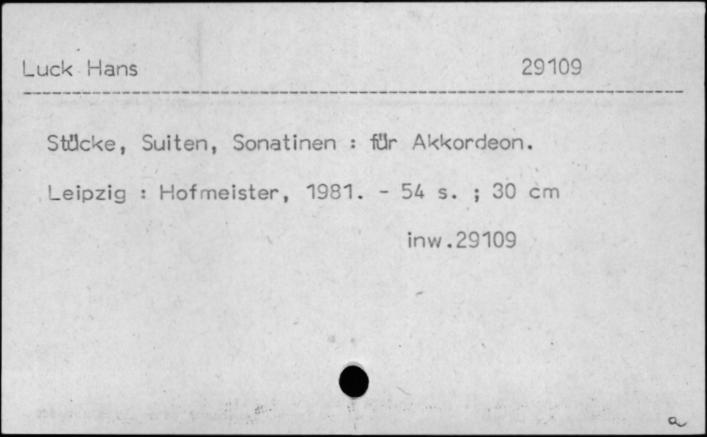 Luck Hans 29109
Stücke, Suiten, Sonatinen : für Akkordeon.
Leipzig : Hofmeister, 1981. - 54 s. ; 30 cm
inw.29109
a